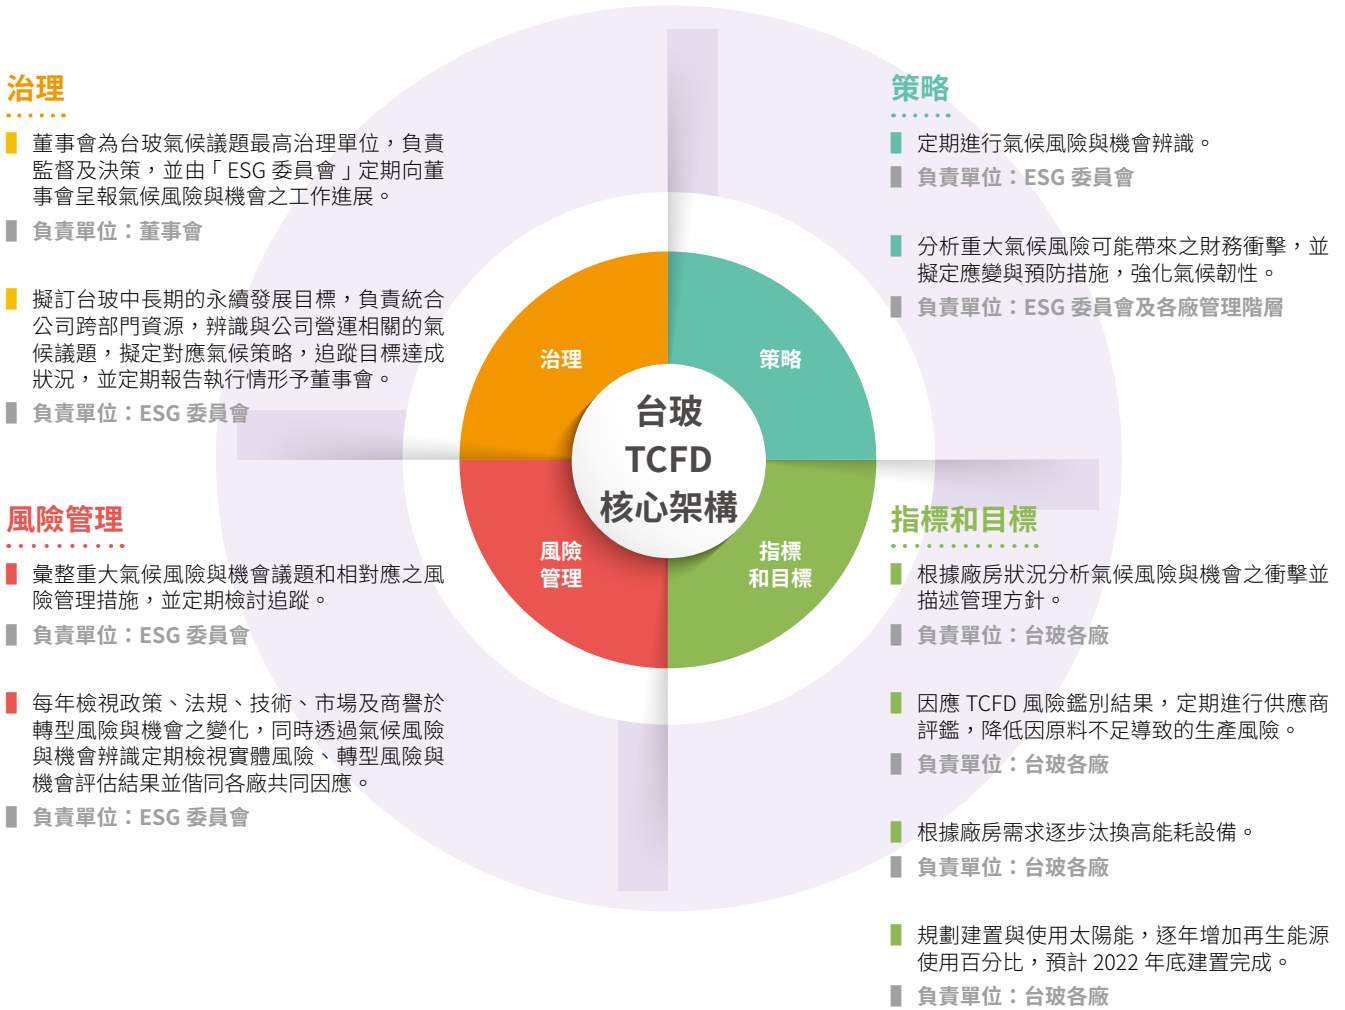 治理
董事會為台玻氣候議題最高治理單位，負責
監督及決策，並由「ESG 委員會」定期向董
事會呈報氣候風險與機會之工作進展。
負責單位：董事會
擬訂台玻中長期的永續發展目標，負責統合
公司跨部門資源，辨識與公司營運相關的氣
候議題，擬定對應氣候策略，追蹤目標達成
狀況，並定期報告執行情形予董事會。
負責單位：ESG 委員會
策略
定期進行氣候風險與機會辨識。
負責單位：ESG 委員會
分析重大氣候風險可能帶來之財務衝擊，並
擬定應變與預防措施，強化氣候韌性。
負責單位：ESG 委員會及各廠管理階層
治理
策略
台玻
TCFD
核心架構
風險
管理
指標
和目標
風險管理
彙整重大氣候風險與機會議題和相對應之風
險管理措施，並定期檢討追蹤。
負責單位：ESG 委員會
每年檢視政策、法規、技術、市場及商譽於
轉型風險與機會之變化，同時透過氣候風險
與機會辨識定期檢視實體風險、轉型風險與
機會評估結果並偕同各廠共同因應。
負責單位：ESG 委員會
指標和目標
根據廠房狀況分析氣候風險與機會之衝擊並
描述管理方針。
負責單位：台玻各廠
因應 TCFD 風險鑑別結果，定期進行供應商
評鑑，降低因原料不足導致的生產風險。
負責單位：台玻各廠
根據廠房需求逐步汰換高能耗設備。
負責單位：台玻各廠
規劃建置與使用太陽能，逐年增加再生能源
使用百分比，預計 2022 年底建置完成。
負責單位：台玻各廠